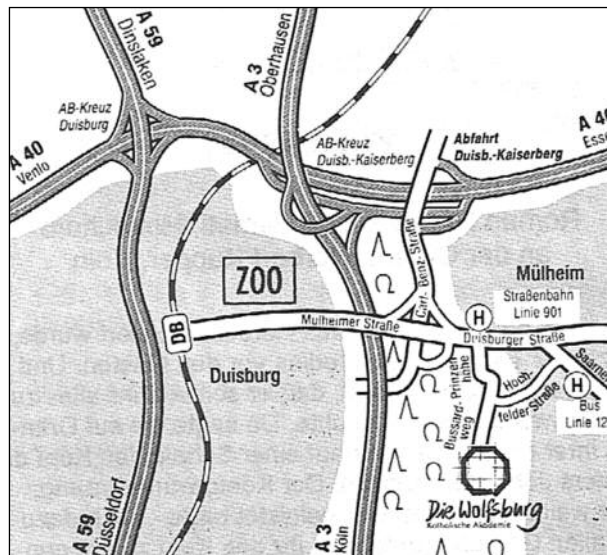 A 59
Dinslaken
A 3
Oberhausen
AB-Kreuz
Duisburg
A 40
Venlo
AB-Kreuz
Duisb.-Kaiserberg
Abfahrt
Duisb.-Kaiserberg
A 40
Esse
ZOO
Carl-Benz-Straße
Mülheim
Straßenbahn
Linie 901
H
DB
Mülheimer Straße
Duisburger Straße
Duisburg
Saarne
Hoch-
felder Straße
H
Bus
Linie 12
Bussard-
weg
Prinzen
höhe
Die Wolfsburg
Katholische Akademie
A 59
Düsseldorf
A 3
Köln